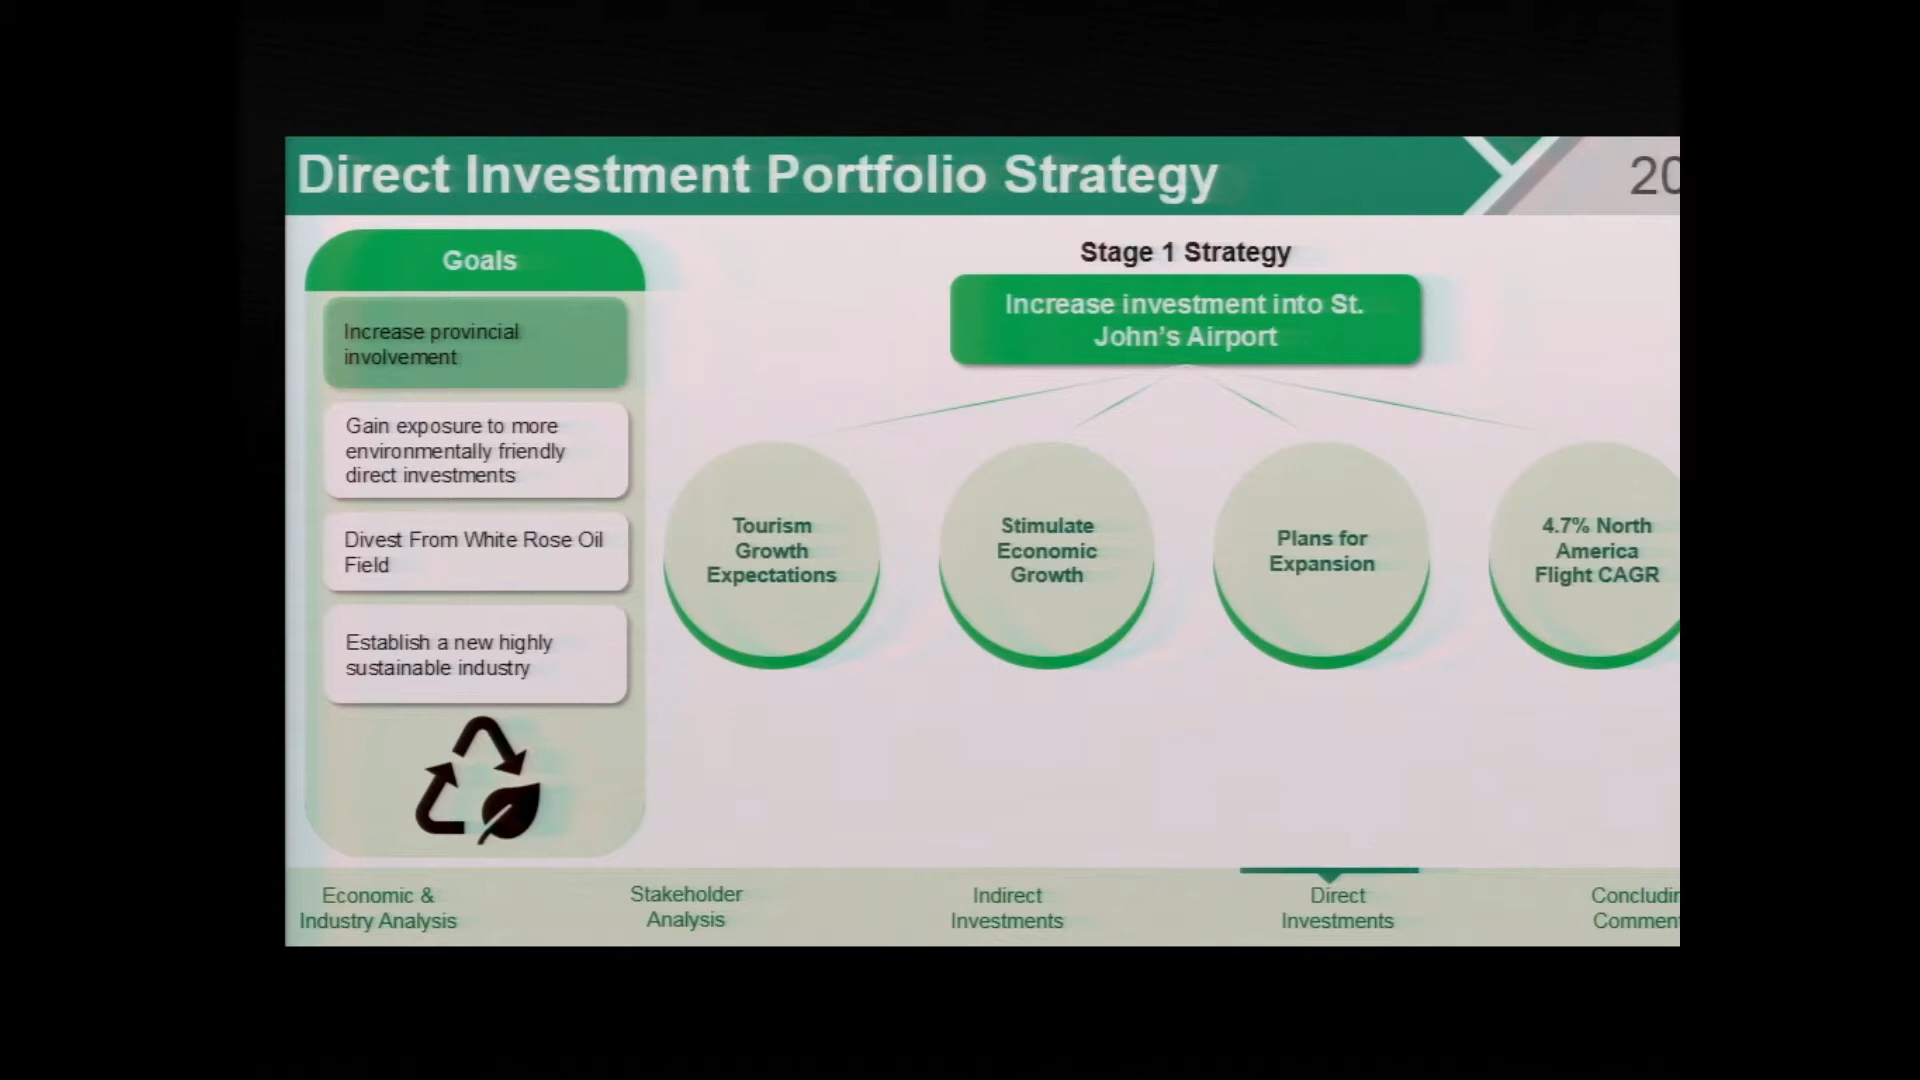 Direct Investment Portfolio Strategy
20
Goals
Increase provincial
involvement
Gain exposure to more
environmentally friendly
direct investments
Divest From White Rose Oil
Field
Establish a new highly
sustainable industry
Stage 1 Strategy
Increase investment into St.
John's Airport
Tourism
Growth
Expectations
Stimulate
Economic
Growth
Plans for
Expansion
4.7% North
America
Flight CAGR
Economic &
Industry Analysis
Stakeholder
Analysis
Indirect
Investments
Direct
Investments